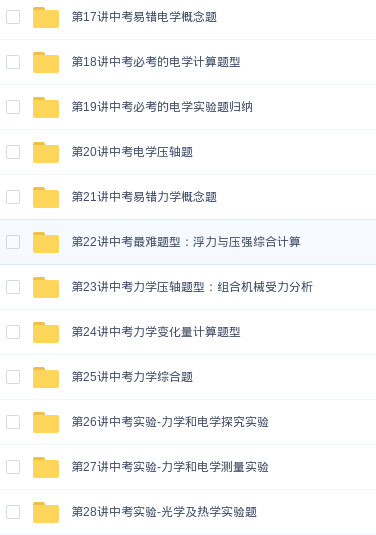 第17讲中考易错电学概念题
第18讲中考必考的电学计算题型
第19讲中考必考的电学实验题归纳
第20讲中考电学压轴题
第21讲中考易错力学概念题
第22讲中考最难题型：浮力与压强综合计算
第23讲中考力学压轴题型：组合机械受力分析
第24讲中考力学变化量计算题型
第25讲中考力学综合题
第26讲中考实验-力学和电学探究实验
第27讲中考实验-力学和电学测量实验
第28讲中考实验-光学及热学实验题